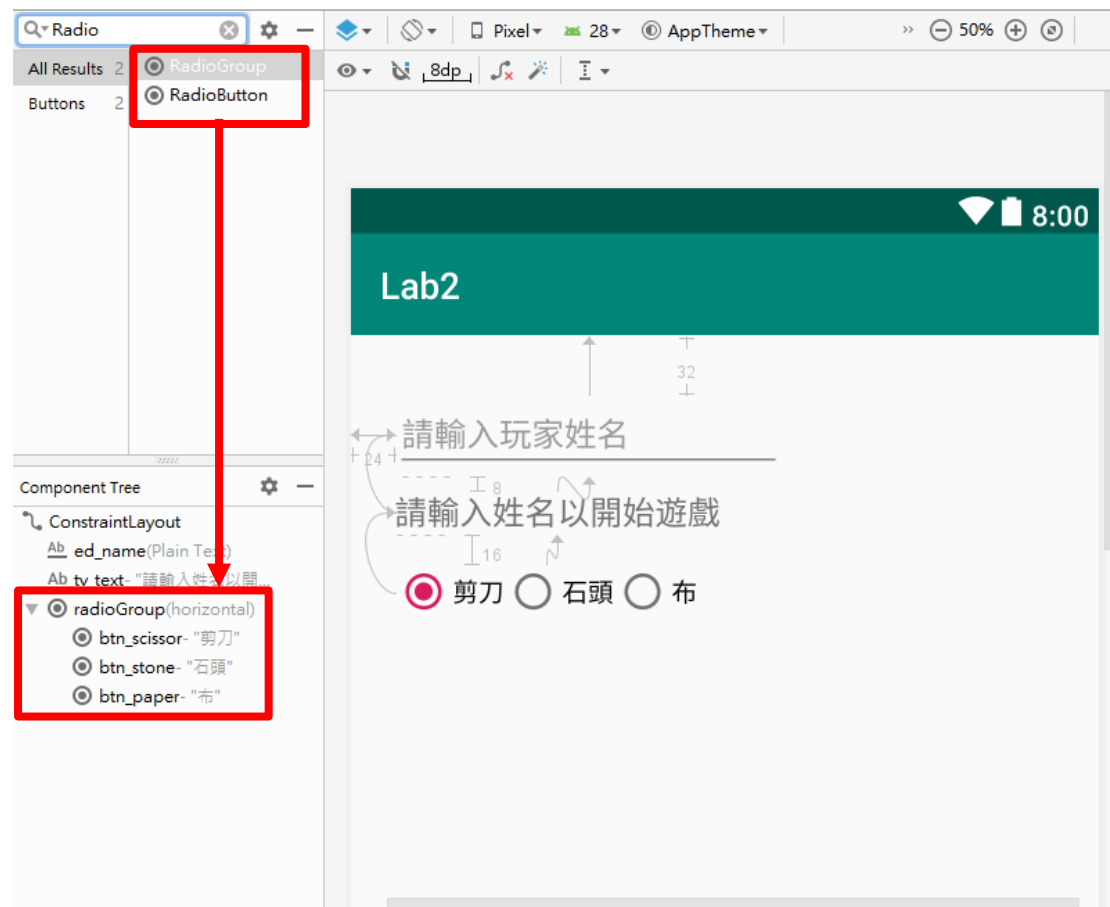 Radio
Pixel 28 AppTheme 50%
All Results 2
Buttons 2
RadioGroup
RadioButton
8dp
8:00
Lab2
32
請輸入玩家姓名
24
8
請輸入姓名以開始遊戲
16
剪刀 石頭 布
Component Tree
ConstraintLayout
Ab ed_name(Plain Text)
Ab tv_text- "請輸入姓名以開...
radioGroup(horizontal)
btn_scissor- "剪刀"
btn_stone- "石頭"
btn_paper- "布"